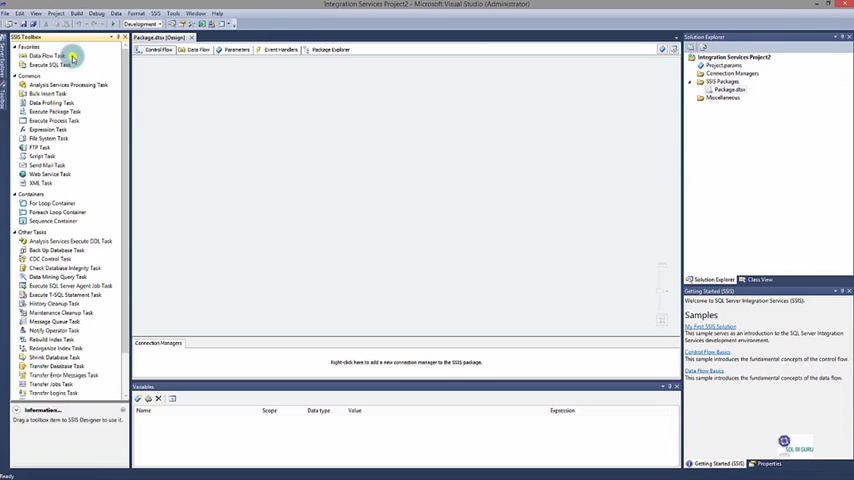 Integration Services Project2 - Microsoft Visual Studio (Administrator)
File Edit View Project Build Debug Data Format SSIS Tools Window Help
Development
SSIS Toolbox
Favorites
Data Flow Task
Execute SQL Task
Common
Analysis Services Processing Task
Bulk Insert Task
Data Profiling Task
Execute Package Task
Execute Process Task
Expression Task
File System Task
FTP Task
Script Task
Send Mail Task
Web Service Task
XML Task
Containers
For Loop Container
Foreach Loop Container
Sequence Container
Other Tasks
Analysis Services Execute DDL Task
Back Up Database Task
CDC Control Task
Check Database Integrity Task
Data Mining Query Task
Execute SQL Server Agent Job Task
Execute T-SQL Statement Task
History Cleanup Task
Maintenance Cleanup Task
Message Queue Task
Notify Operator Task
Rebuild Index Task
Reorganize Index Task
Shrink Database Task
Transfer Database Task
Transfer Error Messages Task
Transfer Jobs Task
Transfer Logins Task
Information...
Drag a toolbox item to SSIS Designer to use it.
Server Explorer
Toolbox
Package.dtsx [Design]
Control Flow Data Flow Parameters Event Handlers Package Explorer
Connection Managers
Right-click here to add a new connection manager to the SSIS package.
Variables
Name Scope Data type Value Expression
Solution Explorer
Integration Services Project2
Project.params
Connection Managers
SSIS Packages
Package.dtsx
Miscellaneous
Solution Explorer Class View
Getting Started (SSIS)
Welcome to SQL Server Integration Services (SSIS).
Samples
My First SSIS Solution
This sample serves as an introduction to the SQL Server Integration Services development environment.
Control Flow Basics
This sample introduces the fundamental concepts of the control flow.
Data Flow Basics
This sample introduces the fundamental concepts of the data flow.
SQL BI GURU
Getting Started (SSIS) Properties
Ready